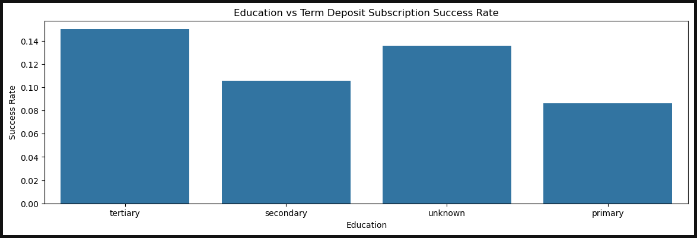 Education vs Term Deposit Subscription Success Rate
0.14
0.12
0.10
0.08
0.06
0.04
0.02
0.00
Success Rate
tertiary secondary unknown primary
Education